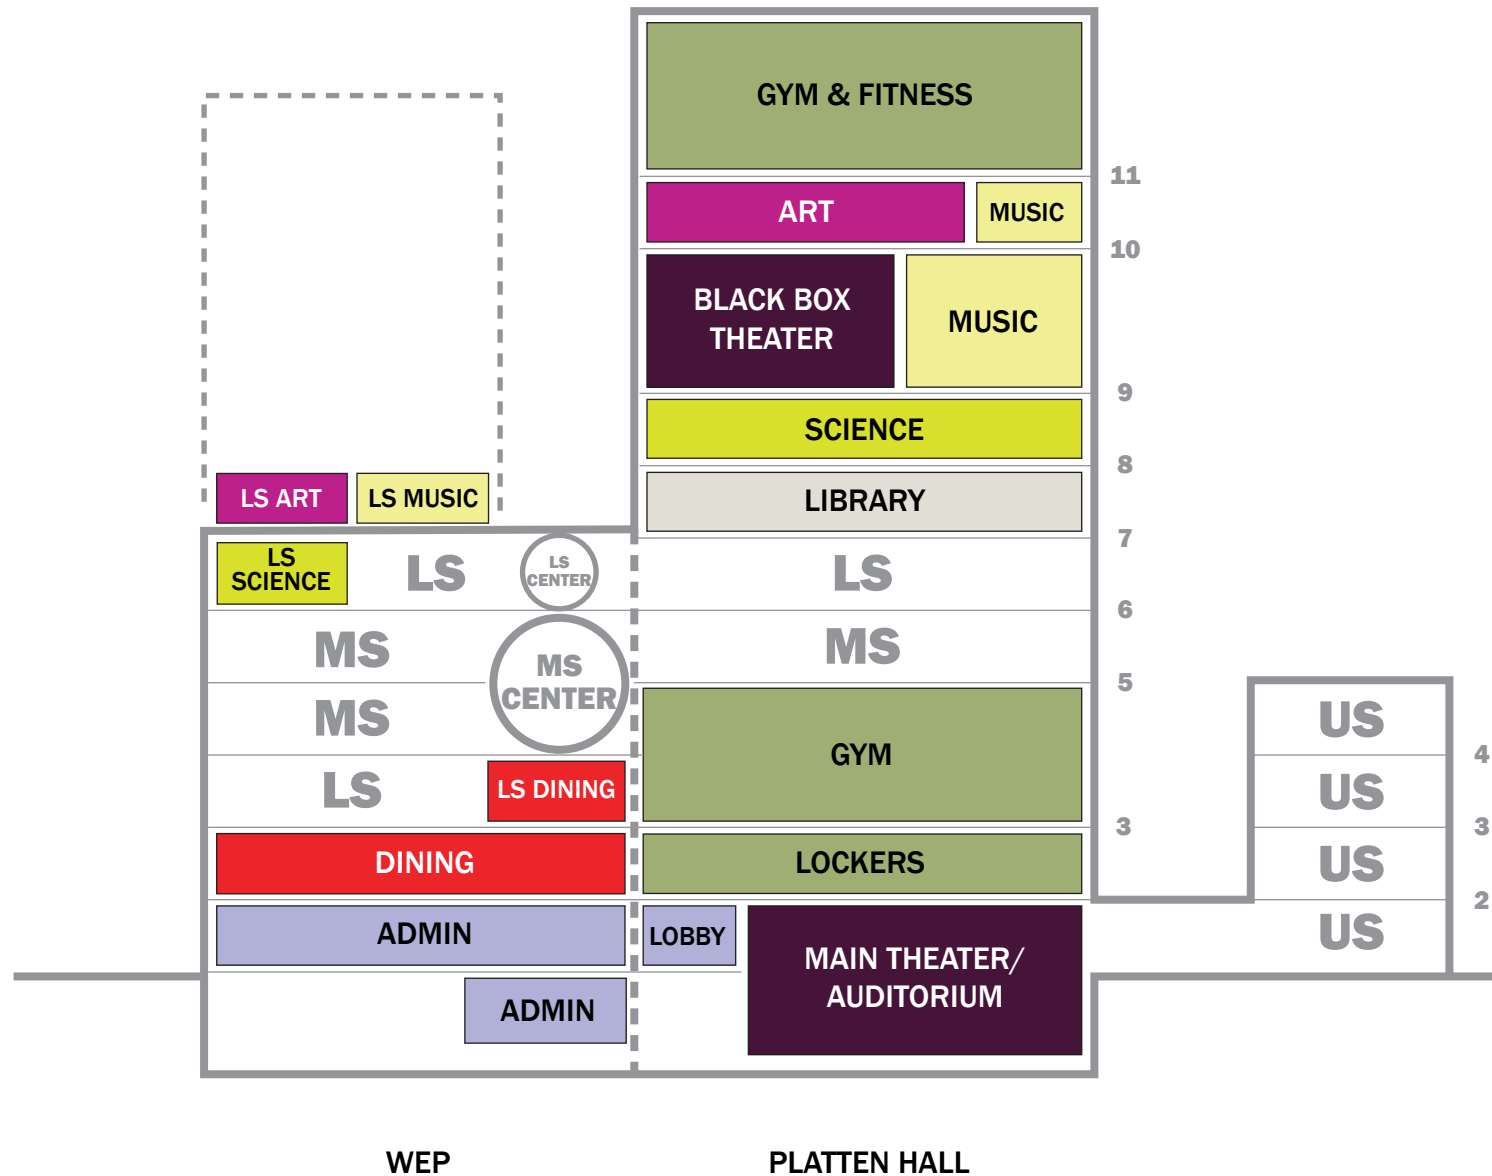 GYM & FITNESS
11
ART
MUSIC
10
BLACK BOX
THEATER
MUSIC
9
SCIENCE
8
LS ART
LS MUSIC
LIBRARY
7
LS
SCIENCE
LS
LS
CENTER
LS
6
MS
MS
CENTER
MS
5
MS
GYM
US
4
LS
LS DINING
US
3
3
DINING
LOCKERS
US
2
ADMIN
LOBBY
MAIN THEATER/
AUDITORIUM
US
ADMIN
WEP
PLATTEN HALL